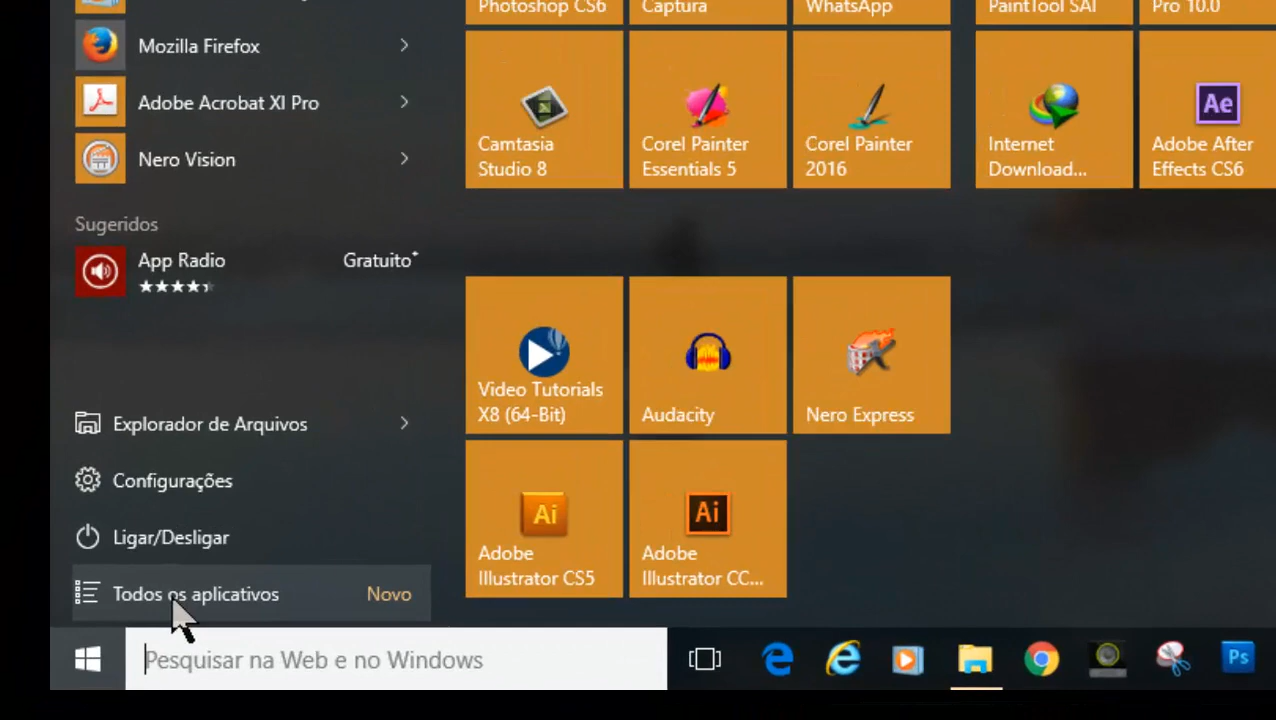 Mozilla Firefox
Adobe Acrobat XI Pro
Nero Vision
Sugeridos
App Radio
Gratuito*
Explorador de Arquivos
Configurações
Ligar/Desligar
Todos os aplicativos
Novo
Photoshop CS6
Captura
WhatsApp
PaintTool SAI
Pro 10.0
Camtasia
Studio 8
Corel Painter
Essentials 5
Corel Painter
2016
Internet
Download...
Ae
Adobe After
Effects CS6
Video Tutorials
X8 (64-Bit)
Audacity
Nero Express
Ai
Adobe
Illustrator CS5
Ai
Adobe
Illustrator CC...
Pesquisar na Web e no Windows
Ps